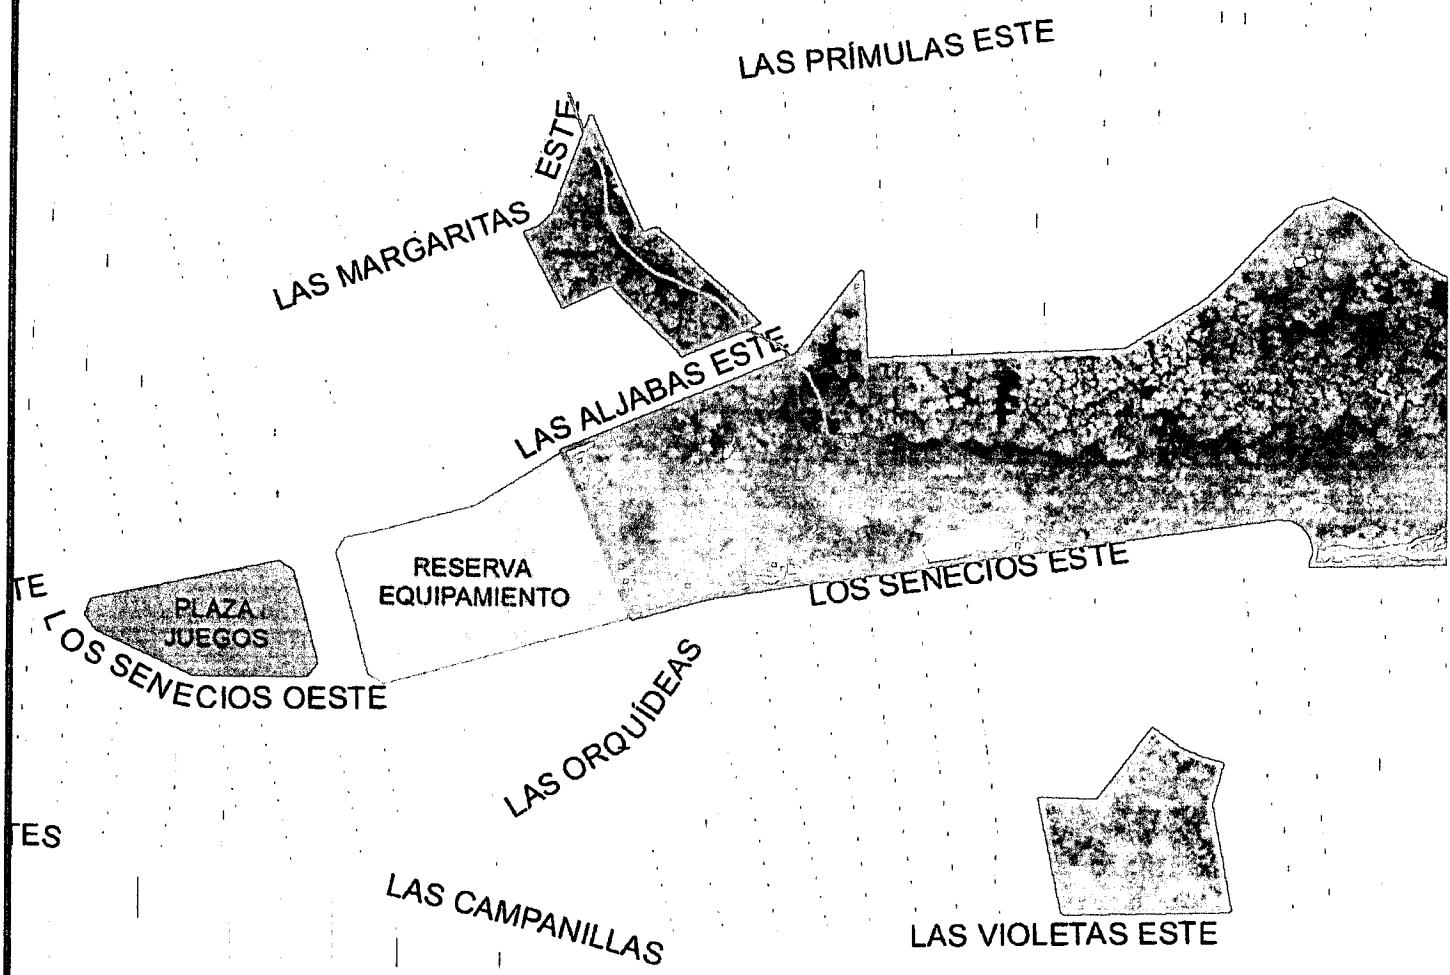 LAS PRÍMULAS ESTE
LAS MARGARITAS ESTE
LAS ALJABAS ESTE
RESERVA
EQUIPAMIENTO
LOS SENECIOS ESTE
TE
PLAZA
JUEGOS
LOS SENECIOS OESTE
LAS ORQUÍDEAS
TES
LAS CAMPANILLAS
LAS VIOLETAS ESTE